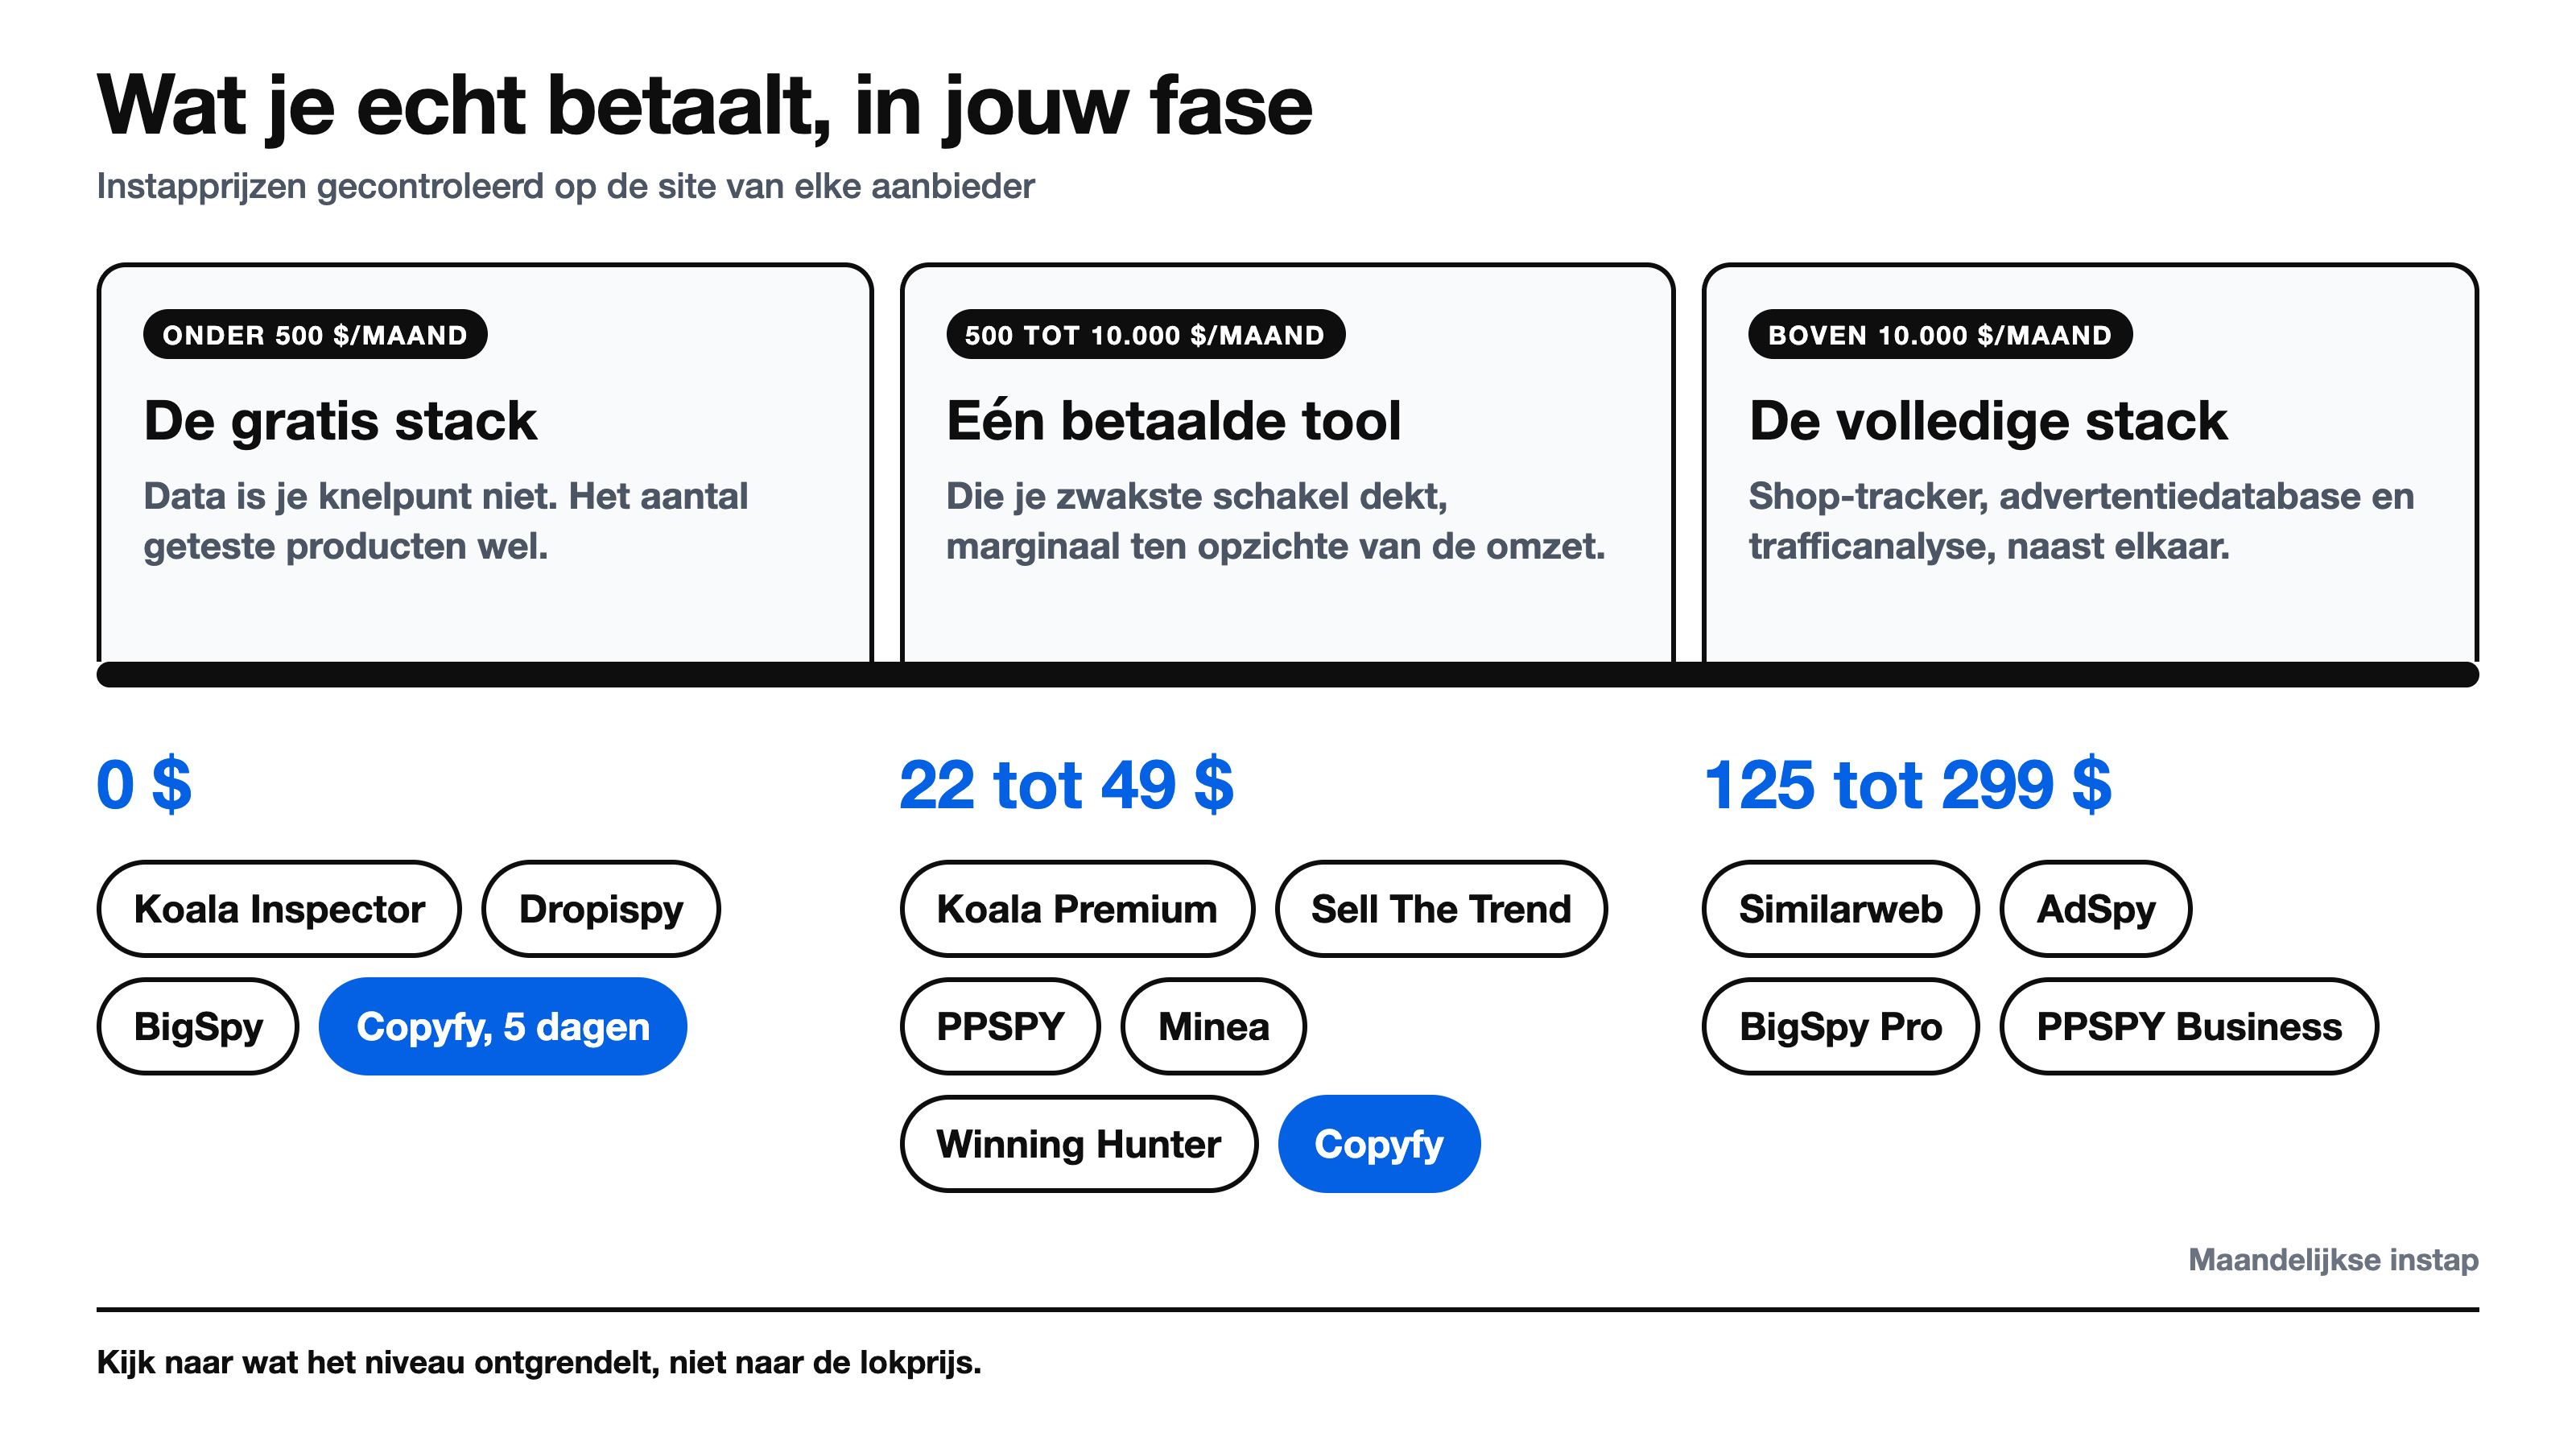 Wat je echt betaalt, in jouw fase
Instapprijzen gecontroleerd op de site van elke aanbieder
ONDER 500 $/MAAND
De gratis stack
Data is je knelpunt niet. Het aantal
geteste producten wel.
500 TOT 10.000 $/MAAND
Eén betaalde tool
Die je zwakste schakel dekt,
marginaal ten opzichte van de omzet.
BOVEN 10.000 $/MAAND
De volledige stack
Shop-tracker, advertentiedatabase en
trafficanalyse, naast elkaar.
0 $
Koala Inspector
Dropispy
BigSpy
Copyfy, 5 dagen
22 tot 49 $
Koala Premium
Sell The Trend
PPSPY
Minea
Winning Hunter
Copyfy
125 tot 299 $
Similarweb
AdSpy
BigSpy Pro
PPSPY Business
Maandelijkse instap
Kijk naar wat het niveau ontgrendelt, niet naar de lokprijs.